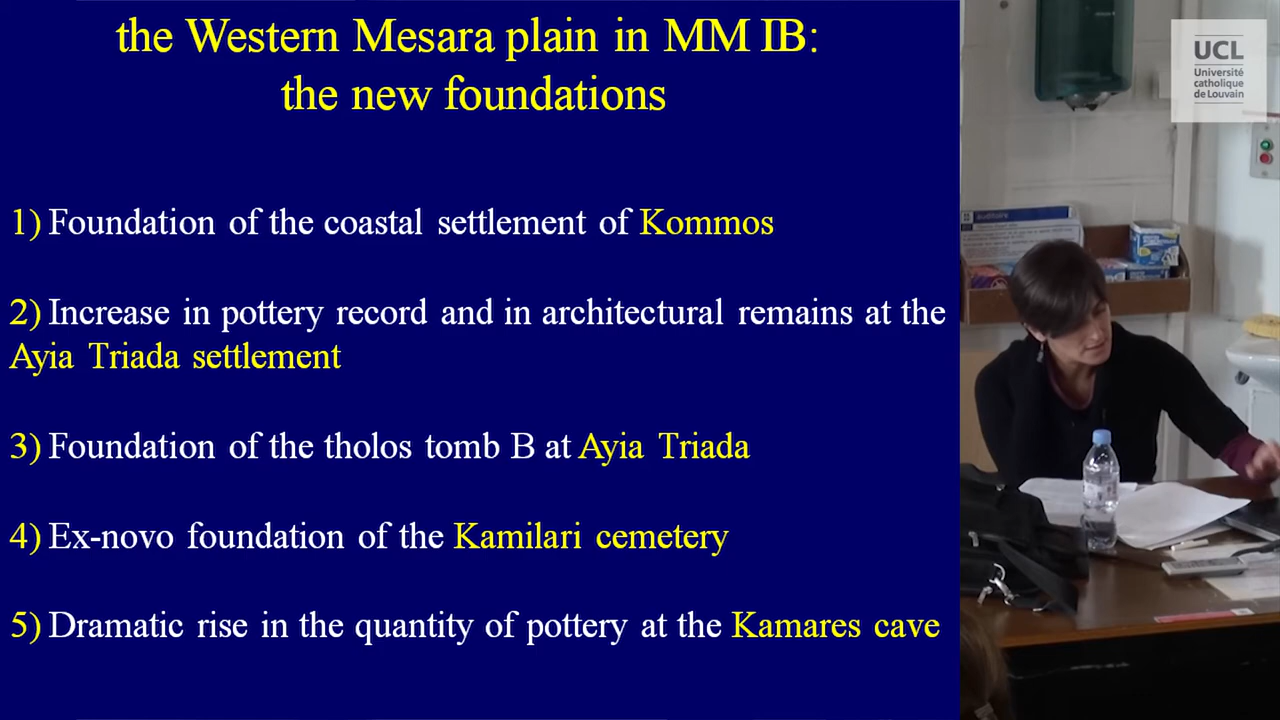 the Western Mesara plain in MM IB:
the new foundations
1) Foundation of the coastal settlement of Kommos
2) Increase in pottery record and in architectural remains at the
Ayia Triada settlement
3) Foundation of the tholos tomb B at Ayia Triada
4) Ex-novo foundation of the Kamilari cemetery
5) Dramatic rise in the quantity of pottery at the Kamares cave
UCL
Université
catholique
de Louvain